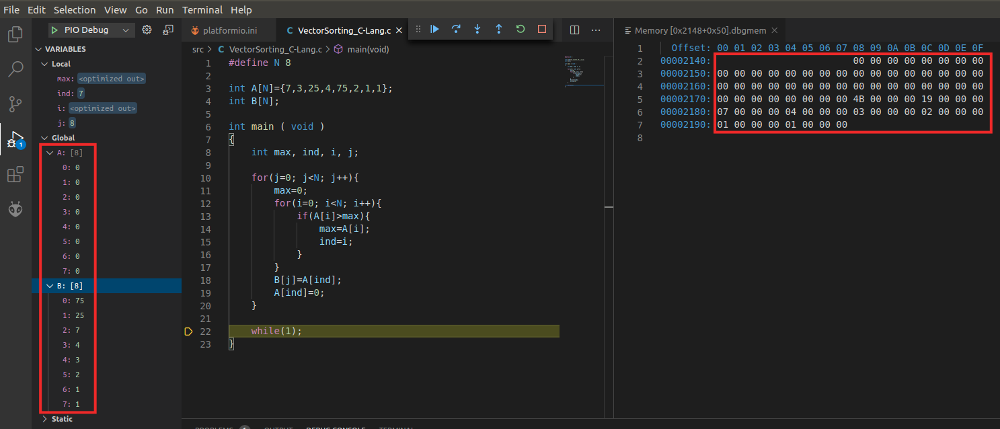 File Edit Selection View Go Run Terminal Help
PIO Debug
platformio.ini
C VectorSorting_C-Lang.c
Memory [0x2148+0x50].dbgmem
VARIABLES
Local
max: <optimized out>
ind: 7
i: <optimized out>
j: 8
Global
A: [8]
0: 0
1: 0
2: 0
3: 0
4: 0
5: 0
6: 0
7: 0
B: [8]
0: 75
1: 25
2: 7
3: 4
4: 3
5: 2
6: 1
7: 1
Static
1
src > C VectorSorting_C-Lang.c > main(void)
1 #define N 8
2
3 int A[N]={7,3,25,4,75,2,1,1};
4 int B[N];
5
6 int main ( void )
7 {
8 int max, ind, i, j;
9
10 for(j=0; j<N; j++){
11 max=0;
12 for(i=0; i<N; i++){
13 if(A[i]>max){
14 max=A[i];
15 ind=i;
16 }
17 }
18 B[j]=A[ind];
19 A[ind]=0;
20 }
21
22 while(1);
23 }
1 Offset: 00 01 02 03 04 05 06 07 08 09 0A 0B 0C 0D 0E 0F
2 00002140: 00 00 00 00 00 00 00 00
3 00002150: 00 00 00 00 00 00 00 00 00 00 00 00 00 00 00 00
4 00002160: 00 00 00 00 00 00 00 00 00 00 00 00 00 00 00 00
5 00002170: 00 00 00 00 00 00 00 00 4B 00 00 00 19 00 00 00
6 00002180: 07 00 00 00 04 00 00 00 03 00 00 00 02 00 00 00
7 00002190: 01 00 00 00 01 00 00 00
8
PROBLEMS OUTPUT DEBUG CONSOLE TERMINAL